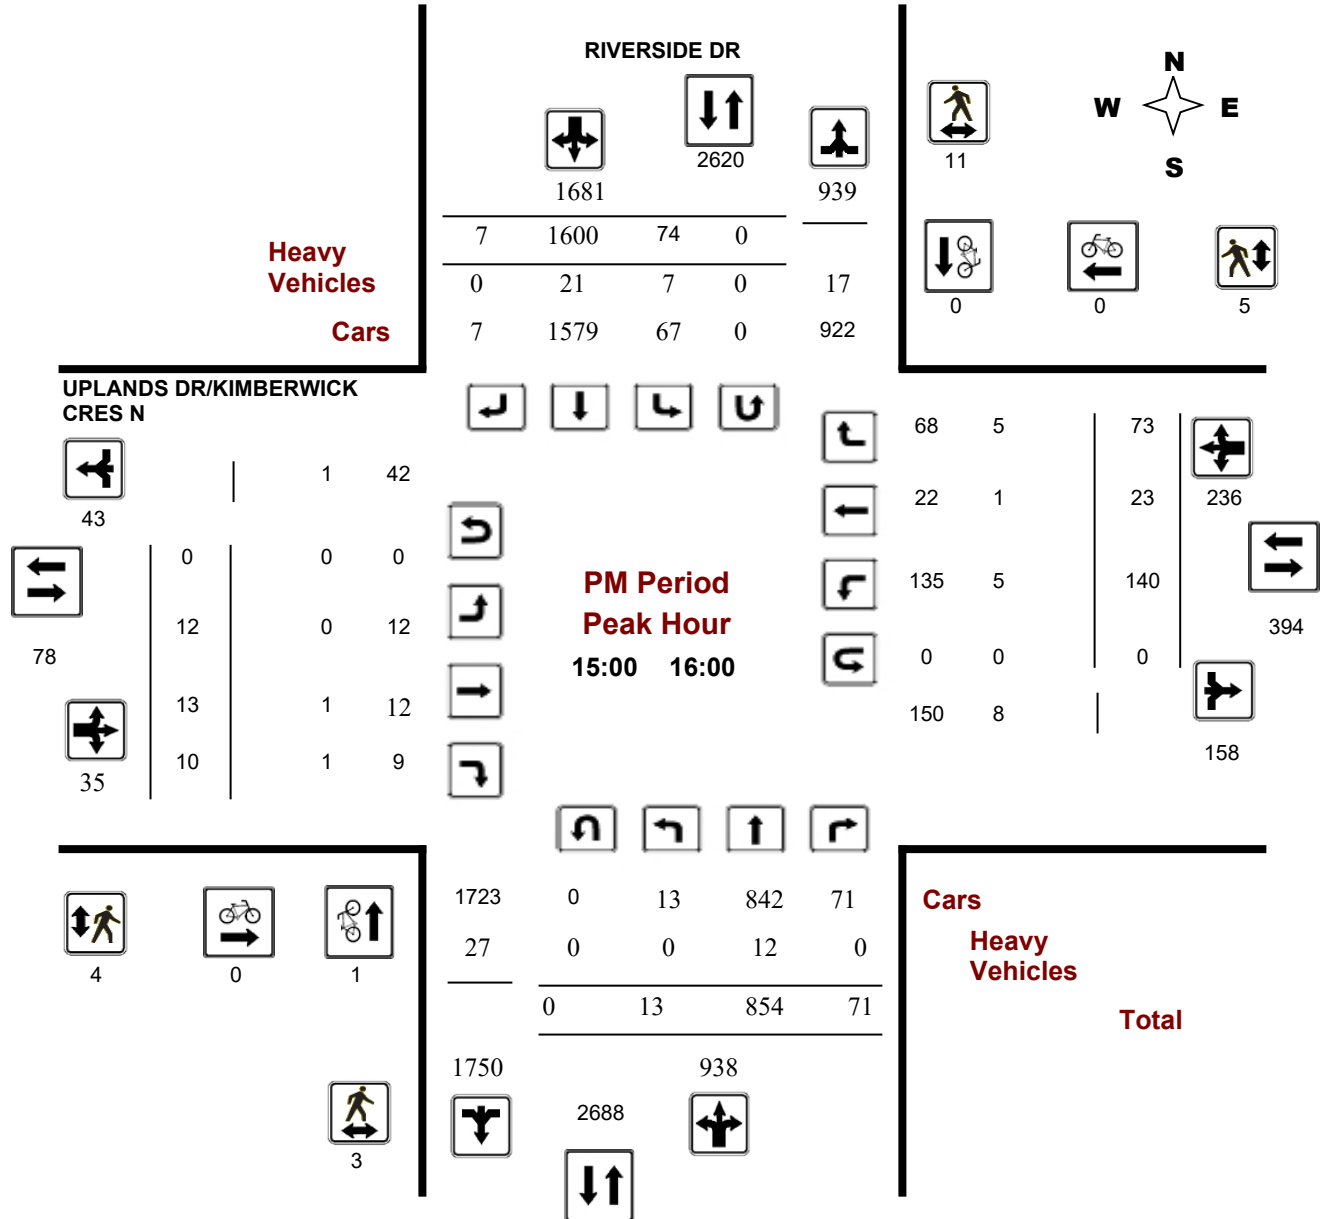 RIVERSIDE DR
N
W E
S
2620
11
1681 939
7 1600 74 0
Heavy
Vehicles 0 21 7 0 17
Cars 7 1579 67 0 922
0 0 5
UPLANDS DR/KIMBERWICK
CRES N
68 5 73
1 42
22 1 23 236
43
0 0 0
PM Period
135 5 140
12 0 12
Peak Hour
394
78
15:00 16:00
0 0 0
13 1 12
150 8
158
10 1 9
35
1723 0 13 842 71 Cars
27 0 0 12 0 Heavy
Vehicles
4 0 1
0 13 854 71
Total
1750 938
2688
3